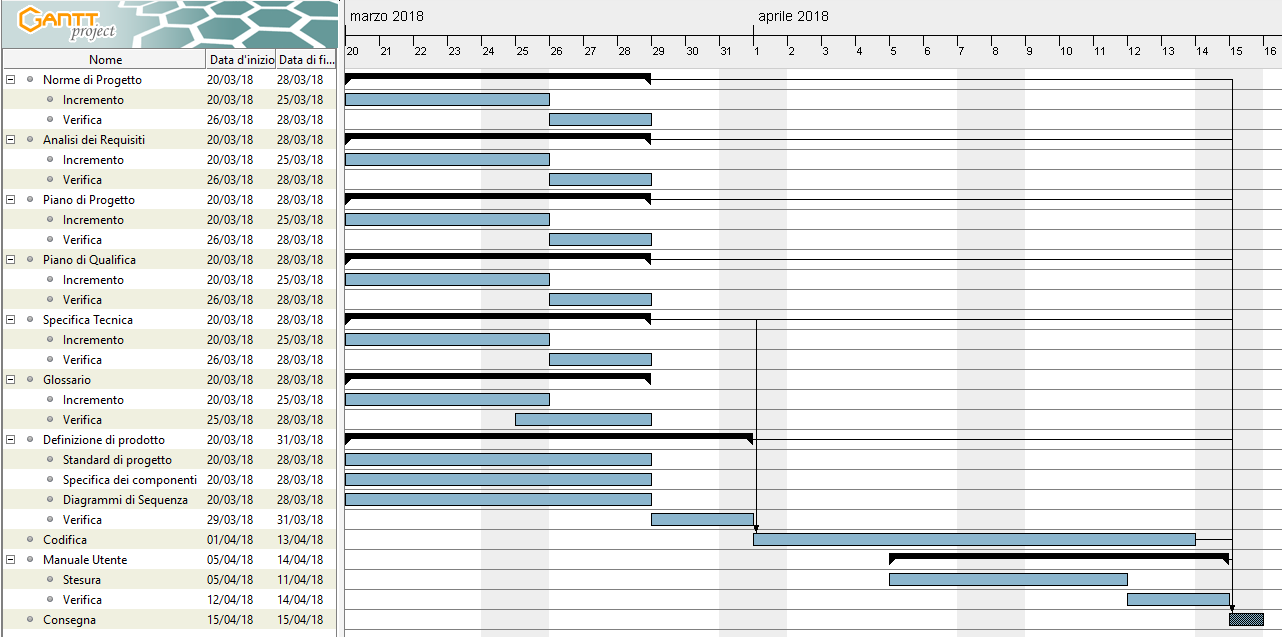 GANTT
project
marzo 2018 aprile 2018
20 21 22 23 24 25 26 27 28 29 30 31 1 2 3 4 5 6 7 8 9 10 11 12 13 14 15 16
Nome Data d'inizio Data di fi...
Norme di Progetto 20/03/18 28/03/18
Incremento 20/03/18 25/03/18
Verifica 26/03/18 28/03/18
Analisi dei Requisiti 20/03/18 28/03/18
Incremento 20/03/18 25/03/18
Verifica 26/03/18 28/03/18
Piano di Progetto 20/03/18 28/03/18
Incremento 20/03/18 25/03/18
Verifica 26/03/18 28/03/18
Piano di Qualifica 20/03/18 28/03/18
Incremento 20/03/18 25/03/18
Verifica 26/03/18 28/03/18
Specifica Tecnica 20/03/18 28/03/18
Incremento 20/03/18 25/03/18
Verifica 26/03/18 28/03/18
Glossario 20/03/18 28/03/18
Incremento 20/03/18 25/03/18
Verifica 25/03/18 28/03/18
Definizione di prodotto 20/03/18 31/03/18
Standard di progetto 20/03/18 28/03/18
Specifica dei componenti 20/03/18 28/03/18
Diagrammi di Sequenza 20/03/18 28/03/18
Verifica 29/03/18 31/03/18
Codifica 01/04/18 13/04/18
Manuale Utente 05/04/18 14/04/18
Stesura 05/04/18 11/04/18
Verifica 12/04/18 14/04/18
Consegna 15/04/18 15/04/18